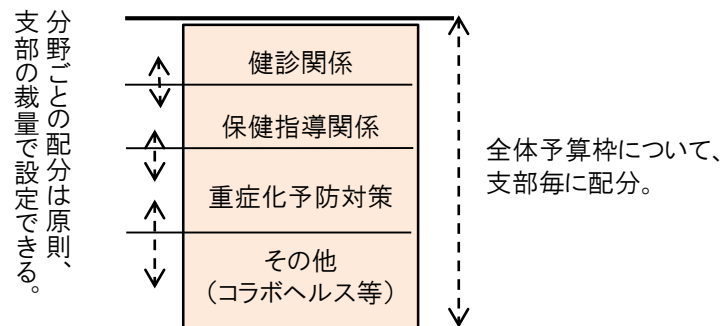 分野ごとの配分は原則、
支部の裁量で設定できる。
健診関係
保健指導関係
重症化予防対策
その他
（コラボヘルス等）
全体予算枠について、
支部毎に配分。